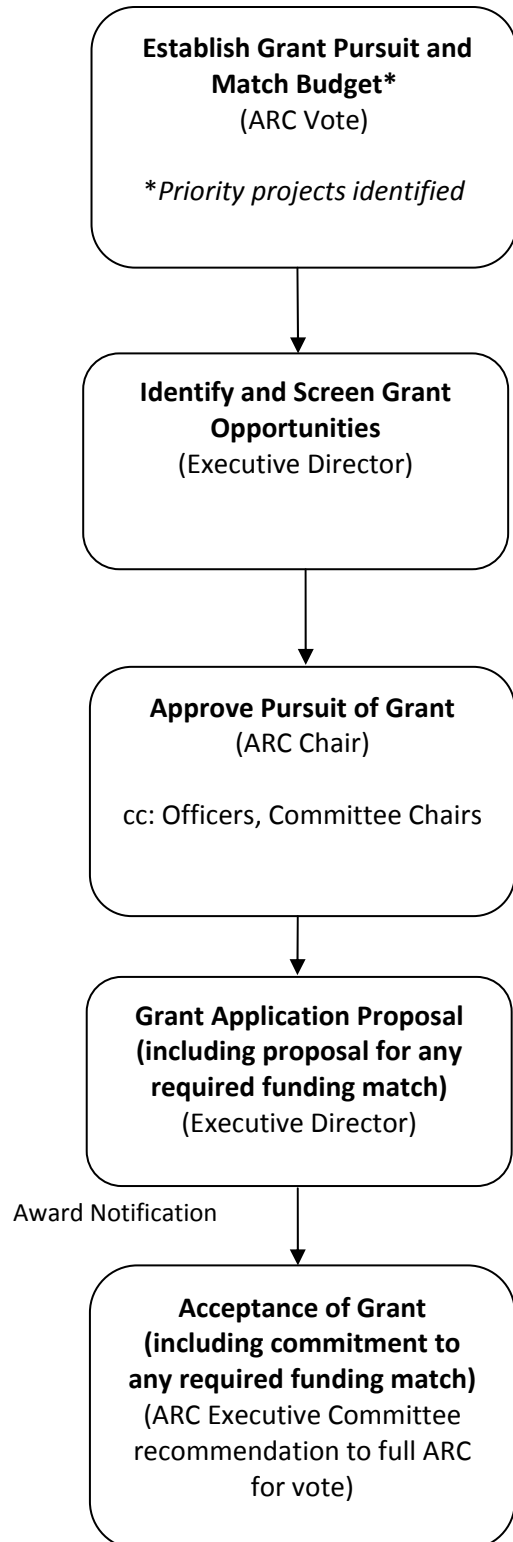 Establish Grant Pursuit and
Match Budget*
(ARC Vote)
*Priority projects identified
Identify and Screen Grant
Opportunities
(Executive Director)
Approve Pursuit of Grant
(ARC Chair)
cc: Officers, Committee Chairs
Grant Application Proposal
(including proposal for any
required funding match)
(Executive Director)
Award Notification
Acceptance of Grant
(including commitment to
any required funding match)
(ARC Executive Committee
recommendation to full ARC
for vote)